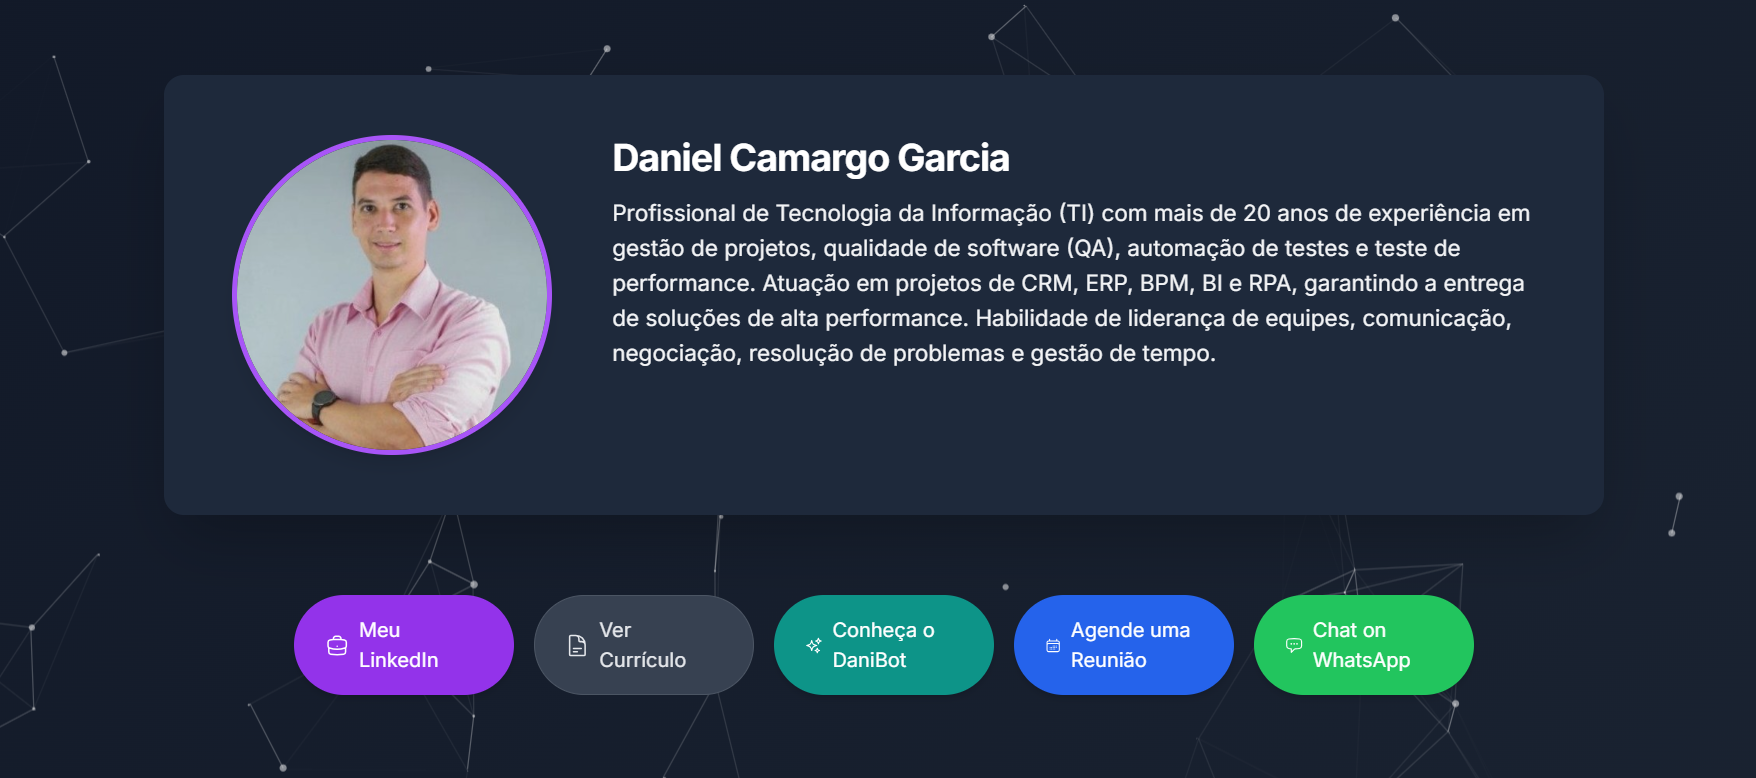 Daniel Camargo Garcia
Profissional de Tecnologia da Informação (TI) com mais de 20 anos de experiência em
gestão de projetos, qualidade de software (QA), automação de testes e teste de
performance. Atuação em projetos de CRM, ERP, BPM, BI e RPA, garantindo a entrega
de soluções de alta performance. Habilidade de liderança de equipes, comunicação,
negociação, resolução de problemas e gestão de tempo.
Meu
LinkedIn
Ver
Currículo
Conheça o
DaniBot
Agende uma
Reunião
Chat on
WhatsApp